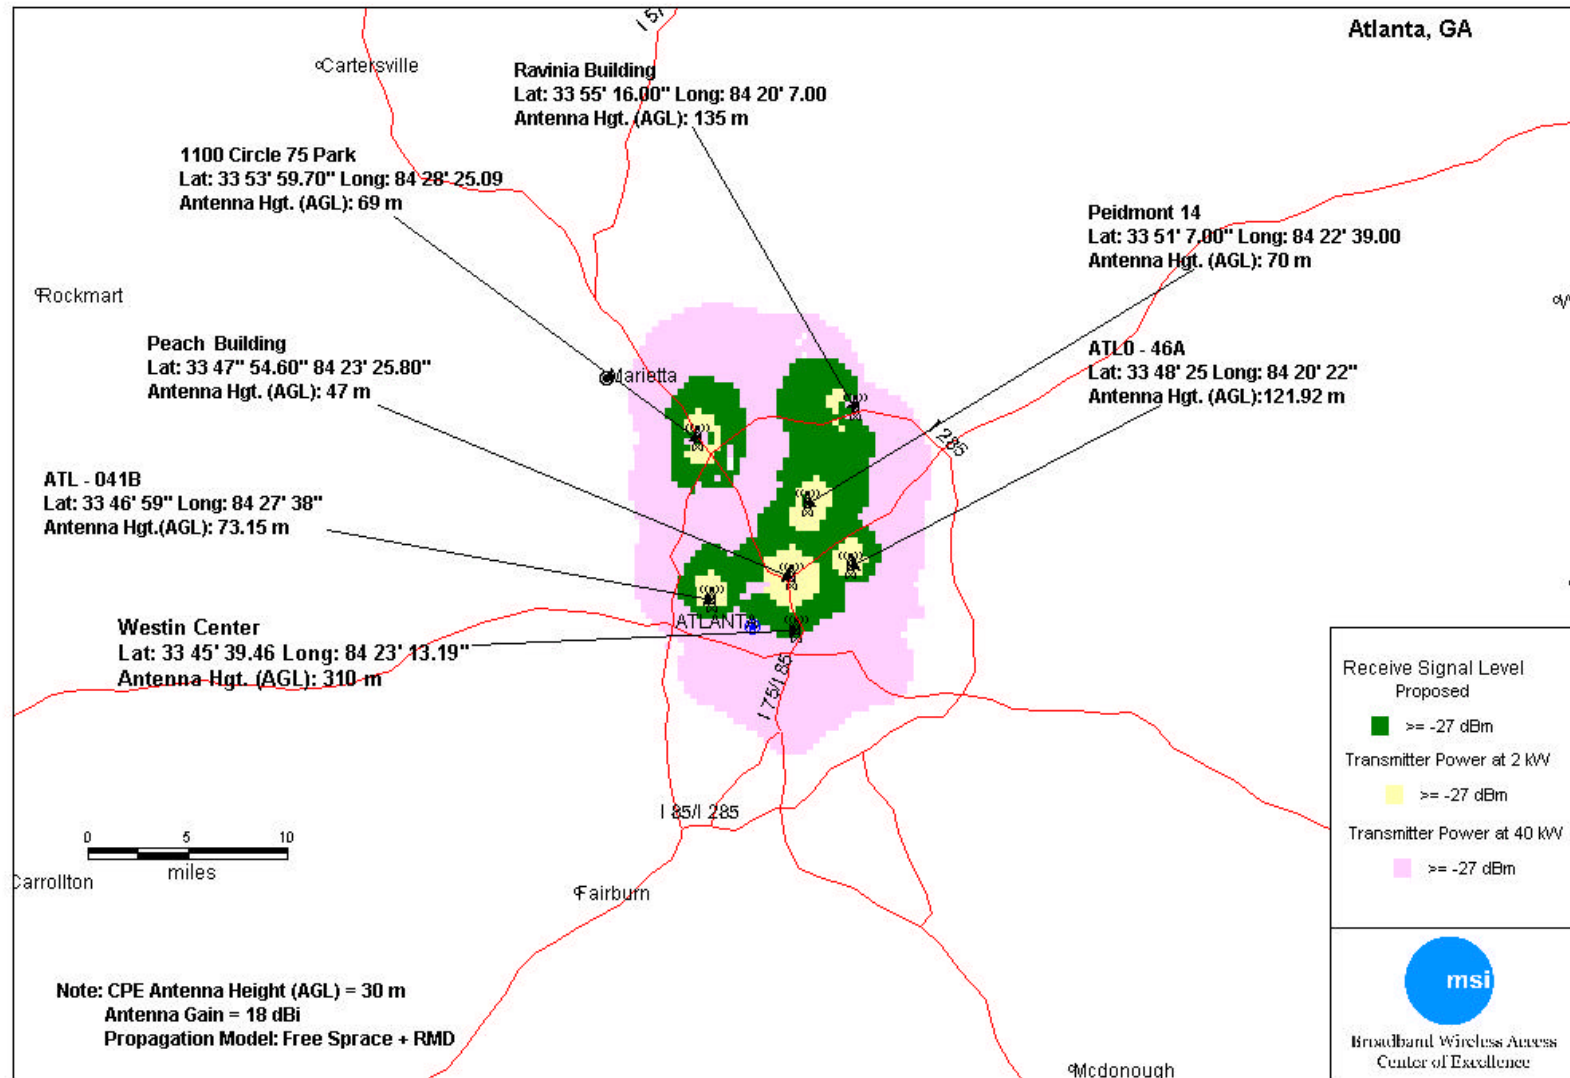 I 57
Atlanta, GA
Cartersville
Ravinia Building
Lat: 33 55' 16.00" Long: 84 20' 7.00
Antenna Hgt. (AGL): 135 m
1100 Circle 75 Park
Lat: 33 53' 59.70" Long: 84 28' 25.09
Antenna Hgt. (AGL): 69 m
Peidmont 14
Lat: 33 51' 7.00" Long: 84 22' 39.00
Antenna Hgt. (AGL): 70 m
Rockmart
Peach Building
Lat: 33 47" 54.60" 84 23' 25.80"
Antenna Hgt. (AGL): 47 m
Marietta
ATL0 - 46A
Lat: 33 48' 25 Long: 84 20' 22"
Antenna Hgt. (AGL):121.92 m
I 285
ATL - 041B
Lat: 33 46' 59" Long: 84 27' 38"
Antenna Hgt.(AGL): 73.15 m
ATLANTA
Westin Center
Lat: 33 45' 39.46 Long: 84 23' 13.19"
Antenna Hgt. (AGL): 310 m
I 75/I 85
I 85/I 285
0 5 10
miles
Carrollton
Fairburn
Receive Signal Level
Proposed
>= -27 dBm
Transmitter Power at 2 kW
>= -27 dBm
Transmitter Power at 40 kW
>= -27 dBm
msi
Broadband Wireless Access
Center of Excellence
Note: CPE Antenna Height (AGL) = 30 m
Antenna Gain = 18 dBi
Propagation Model: Free Sprace + RMD
Mcdonough